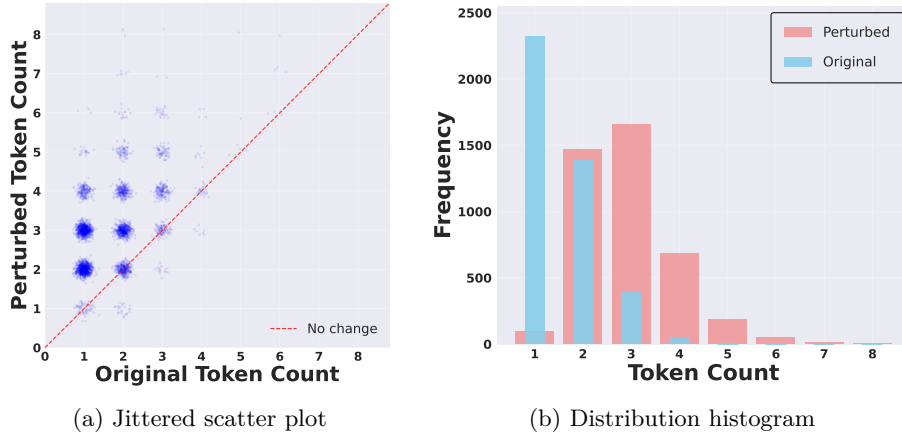 Perturbed Token Count
8
7
6
5
4
3
2
1
0
0 1 2 3 4 5 6 7 8
No change
Original Token Count
(a) Jittered scatter plot
Frequency
2500
2000
1500
1000
500
0
1 2 3 4 5 6 7 8
Perturbed
Original
Token Count
(b) Distribution histogram